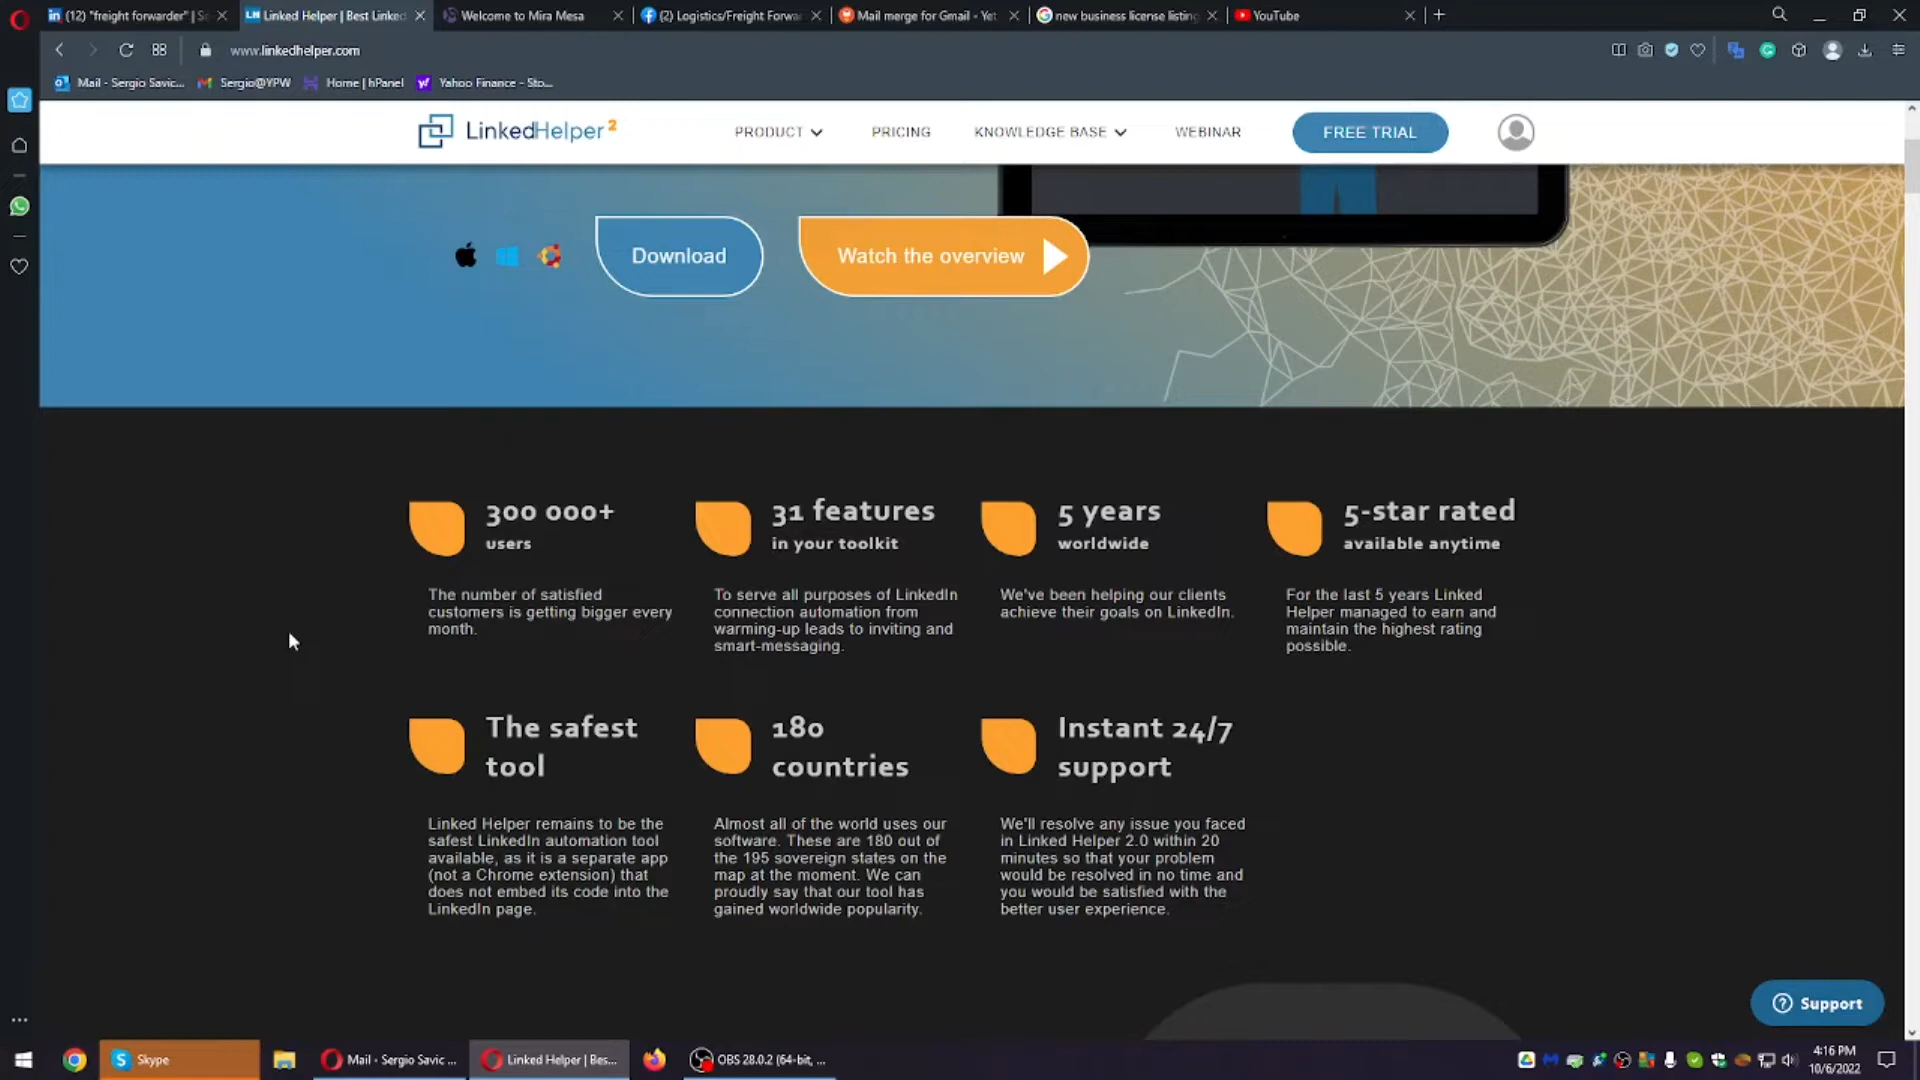 (12) "freight forwarder" | Se
Linked Helper | Best Linked
Welcome to Mira Mesa
(2) Logistics/Freight Forwar
Mail merge for Gmail - Yet
new business license listing
YouTube
www.linkedhelper.com
Mail - Sergio Savic...
Sergio@YPW
Home | hPanel
Yahoo Finance - Sto...
LinkedHelper 2
PRODUCT
PRICING
KNOWLEDGE BASE
WEBINAR
FREE TRIAL
Download
Watch the overview
300 000+
users
The number of satisfied
customers is getting bigger every
month.
31 features
in your toolkit
To serve all purposes of LinkedIn
connection automation from
warming-up leads to inviting and
smart-messaging.
5 years
worldwide
We've been helping our clients
achieve their goals on LinkedIn.
5-star rated
available anytime
For the last 5 years Linked
Helper managed to earn and
maintain the highest rating
possible.
The safest
tool
Linked Helper remains to be the
safest LinkedIn automation tool
available, as it is a separate app
(not a Chrome extension) that
does not embed its code into the
LinkedIn page.
180
countries
Almost all of the world uses our
software. These are 180 out of
the 195 sovereign states on the
map at the moment. We can
proudly say that our tool has
gained worldwide popularity.
Instant 24/7
support
We'll resolve any issue you faced
in Linked Helper 2.0 within 20
minutes so that your problem
would be resolved in no time and
you would be satisfied with the
better user experience.
Support
Skype
Mail - Sergio Savic ...
Linked Helper | Bes...
OBS 28.0.2 (64-bit, ...
4:16 PM
10/6/2022